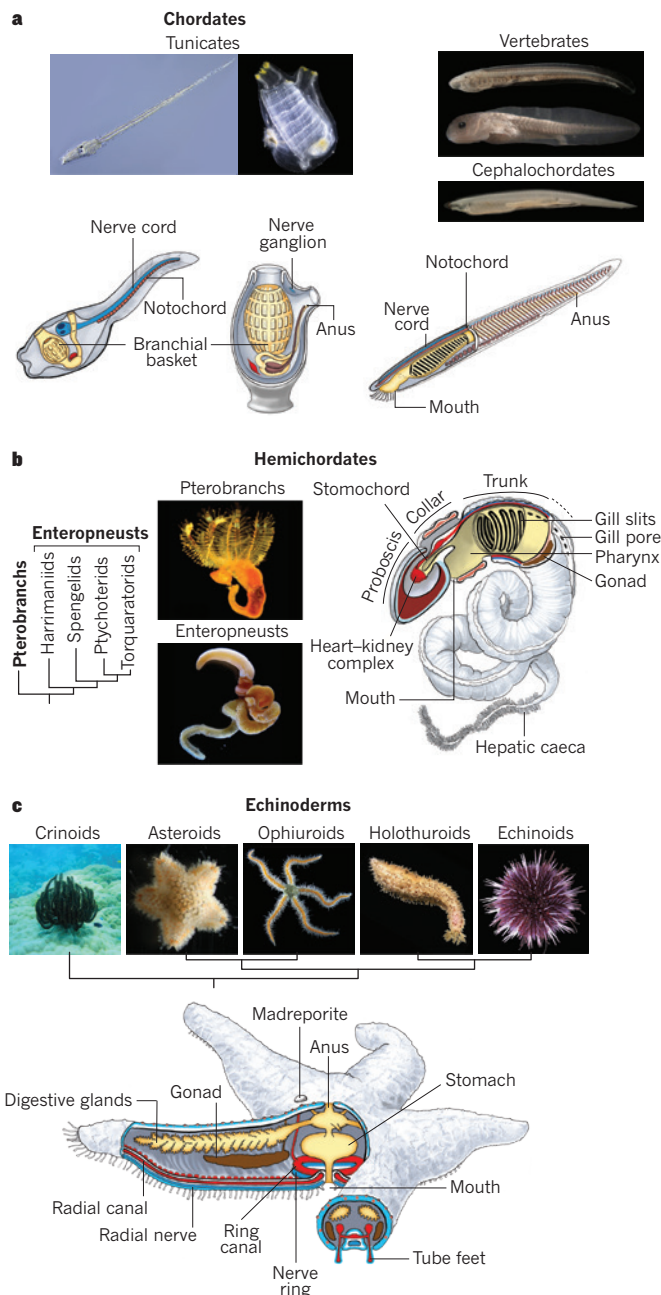 a
Chordates
Tunicates
Vertebrates
Cephalochordates
Nerve cord
Notochord
Branchial
basket
Nerve
ganglion
Anus
Notochord
Nerve
cord
Anus
Mouth
b
Hemichordates
Pterobranchs
Enteropneusts
Pterobranchs
Harrimaniids
Spengelids
Ptychoterids
Torquaratorids
Enteropneusts
Stomochord
Proboscis
Collar
Trunk
Gill slits
Gill pore
Pharynx
Gonad
Heart–kidney
complex
Mouth
Hepatic caeca
c
Echinoderms
Crinoids
Asteroids
Ophiuroids
Holothuroids
Echinoids
Madreporite
Anus
Stomach
Gonad
Digestive glands
Radial canal
Radial nerve
Ring
canal
Nerve
ring
Mouth
Tube feet